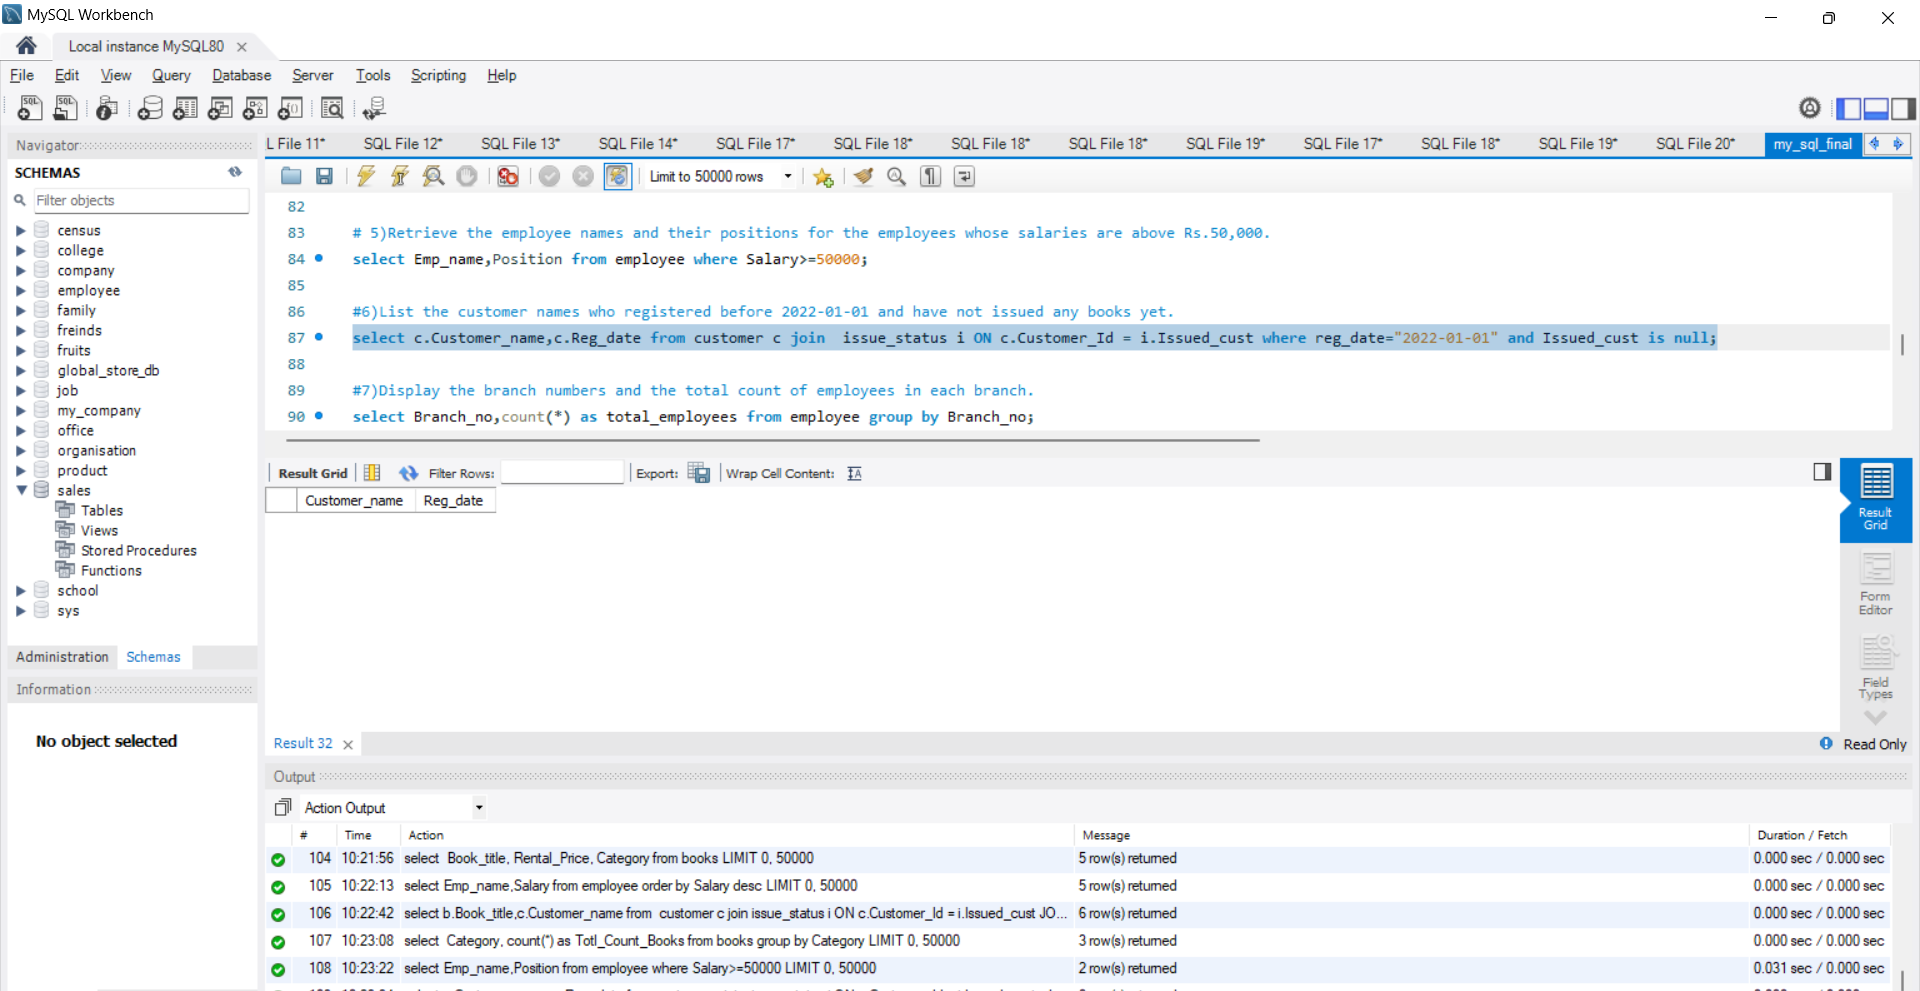 MySQL Workbench
Local instance MySQL80
File Edit View Query Database Server Tools Scripting Help
Navigator
L File 11* SQL File 12* SQL File 13* SQL File 14* SQL File 17* SQL File 18* SQL File 18* SQL File 18* SQL File 19* SQL File 17* SQL File 18* SQL File 19* SQL File 20* my_sql_final
SCHEMAS
Filter objects
census
college
company
employee
family
freinds
fruits
global_store_db
job
my_company
office
organisation
product
sales
Tables
Views
Stored Procedures
Functions
school
sys
Administration Schemas
Information
No object selected
Limit to 50000 rows
82
83 # 5)Retrieve the employee names and their positions for the employees whose salaries are above Rs.50,000.
84 select Emp_name,Position from employee where Salary>=50000;
85
86 #6)List the customer names who registered before 2022-01-01 and have not issued any books yet.
87 select c.Customer_name,c.Reg_date from customer c join issue_status i ON c.Customer_Id = i.Issued_cust where reg_date="2022-01-01" and Issued_cust is null;
88
89 #7)Display the branch numbers and the total count of employees in each branch.
90 select Branch_no,count(*) as total_employees from employee group by Branch_no;
Result Grid Filter Rows: Export: Wrap Cell Content:
Customer_name Reg_date
Result Grid
Form Editor
Field Types
Result 32
Read Only
Output
Action Output
# Time Action Message Duration / Fetch
104 10:21:56 select Book_title, Rental_Price, Category from books LIMIT 0, 50000 5 row(s) returned 0.000 sec / 0.000 sec
105 10:22:13 select Emp_name,Salary from employee order by Salary desc LIMIT 0, 50000 5 row(s) returned 0.000 sec / 0.000 sec
106 10:22:42 select b.Book_title,c.Customer_name from customer c join issue_status i ON c.Customer_Id = i.Issued_cust JO... 6 row(s) returned 0.000 sec / 0.000 sec
107 10:23:08 select Category, count(*) as Totl_Count_Books from books group by Category LIMIT 0, 50000 3 row(s) returned 0.000 sec / 0.000 sec
108 10:23:22 select Emp_name,Position from employee where Salary>=50000 LIMIT 0, 50000 2 row(s) returned 0.031 sec / 0.000 sec